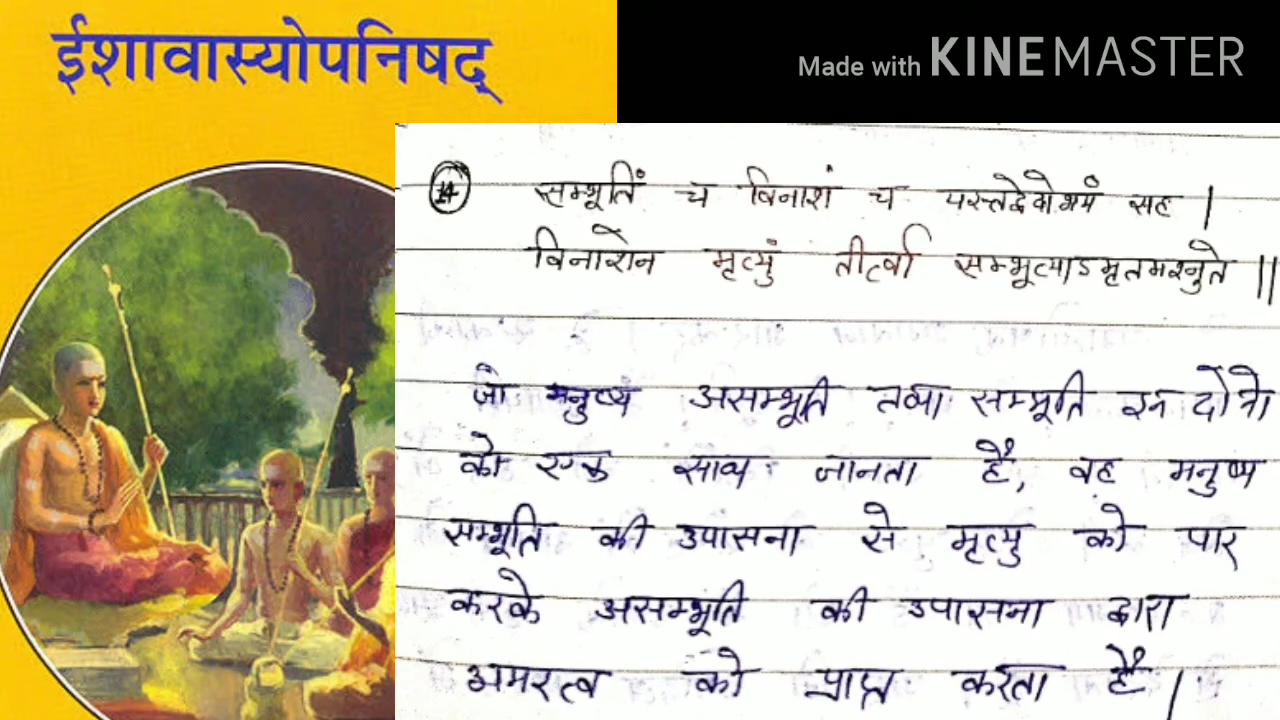 ईशावास्योपनिषद्
Made with KINEMASTER
14 सम्भूतिं च विनाशं च यस्तद्वेदोभयं सह |
विनाशेन मृत्युं तीर्त्वा सम्भूत्याऽमृतमश्नुते ||
जो मनुष्य असम्भूति तथा सम्भूति इन दोनो
को एक साथ जानता है, वह मनुष्य
सम्भूति की उपासना से मृत्यु को पार
करके असम्भूति की उपासना द्वारा
अमरत्व को प्राप्त करता है |